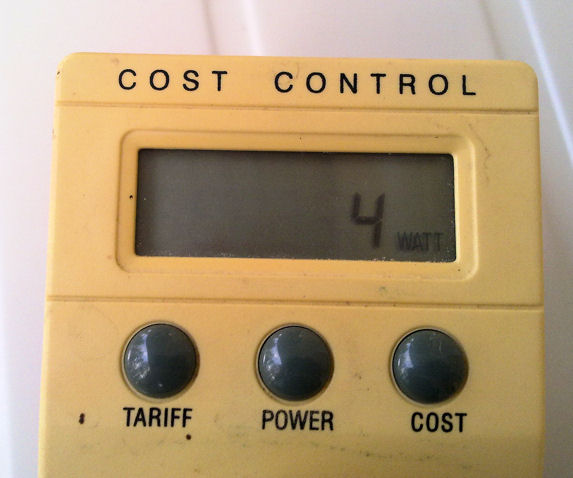 COST CONTROL
4 WATT
TARIFF POWER COST